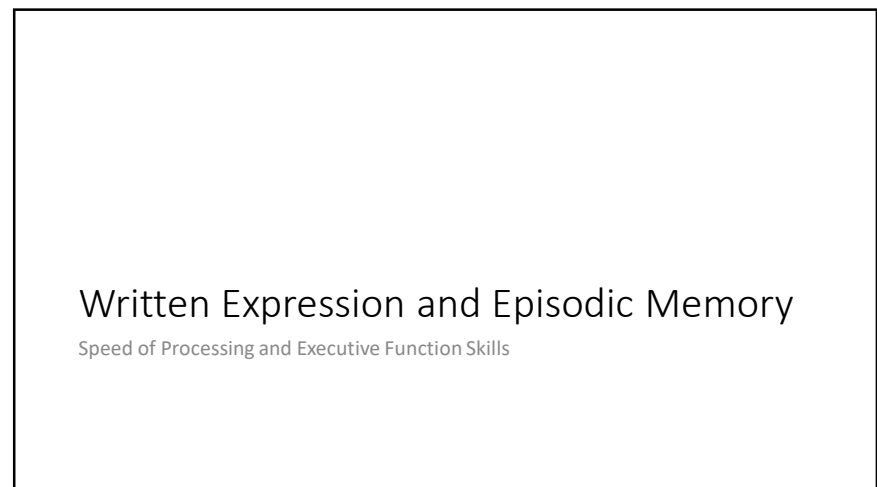 Written Expression and Episodic Memory
Speed of Processing and Executive Function Skills